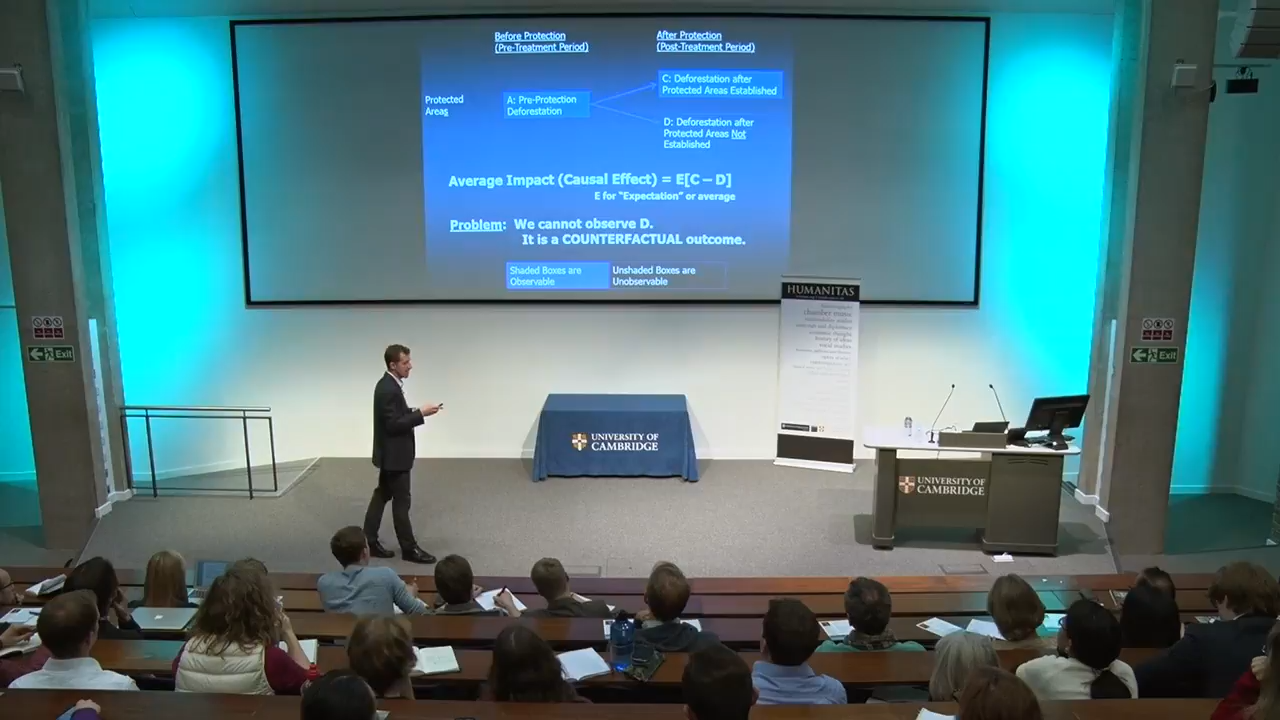 Before Protection
(Pre-Treatment Period)
After Protection
(Post-Treatment Period)
Protected
Areas
A: Pre-Protection
Deforestation
C: Deforestation after
Protected Areas Established
D: Deforestation after
Protected Areas Not
Established
Average Impact (Causal Effect) = E[C – D]
E for "Expectation" or average
Problem: We cannot observe D.
It is a COUNTERFACTUAL outcome.
Shaded Boxes are
Observable
Unshaded Boxes are
Unobservable
HUMANITAS
chamber music
Exit
Exit
UNIVERSITY OF
CAMBRIDGE
UNIVERSITY OF
CAMBRIDGE